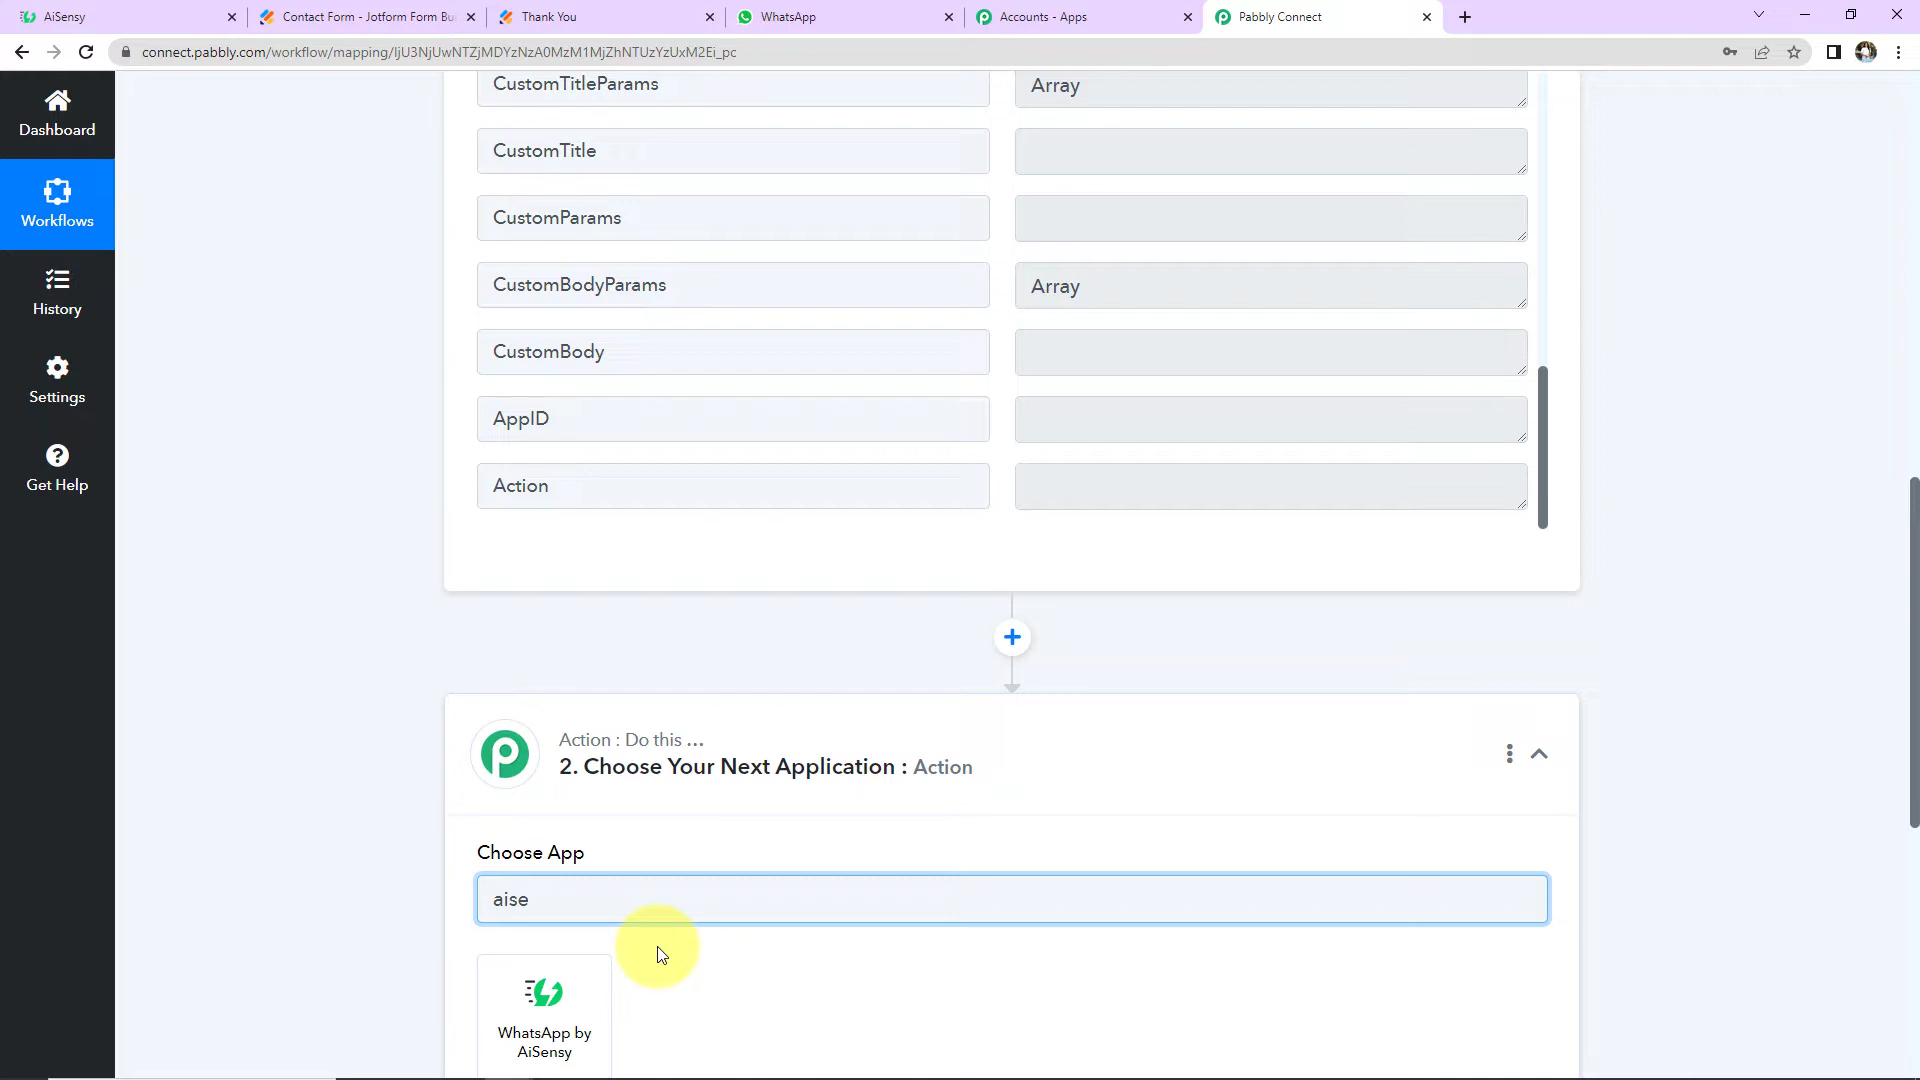 AiSensy
Contact Form - Jotform Form Bu
Thank You
WhatsApp
Accounts - Apps
Pabbly Connect
connect.pabbly.com/workflow/mapping/IjU3NjUwNTZjMDYzNzA0MzM1MjZhNTUzYzUxM2Ei_pc
Dashboard
Workflows
History
Settings
Get Help
CustomTitleParams
Array
CustomTitle
CustomParams
CustomBodyParams
Array
CustomBody
AppID
Action
Action : Do this ...
2. Choose Your Next Application : Action
Choose App
aise
WhatsApp by
AiSensy